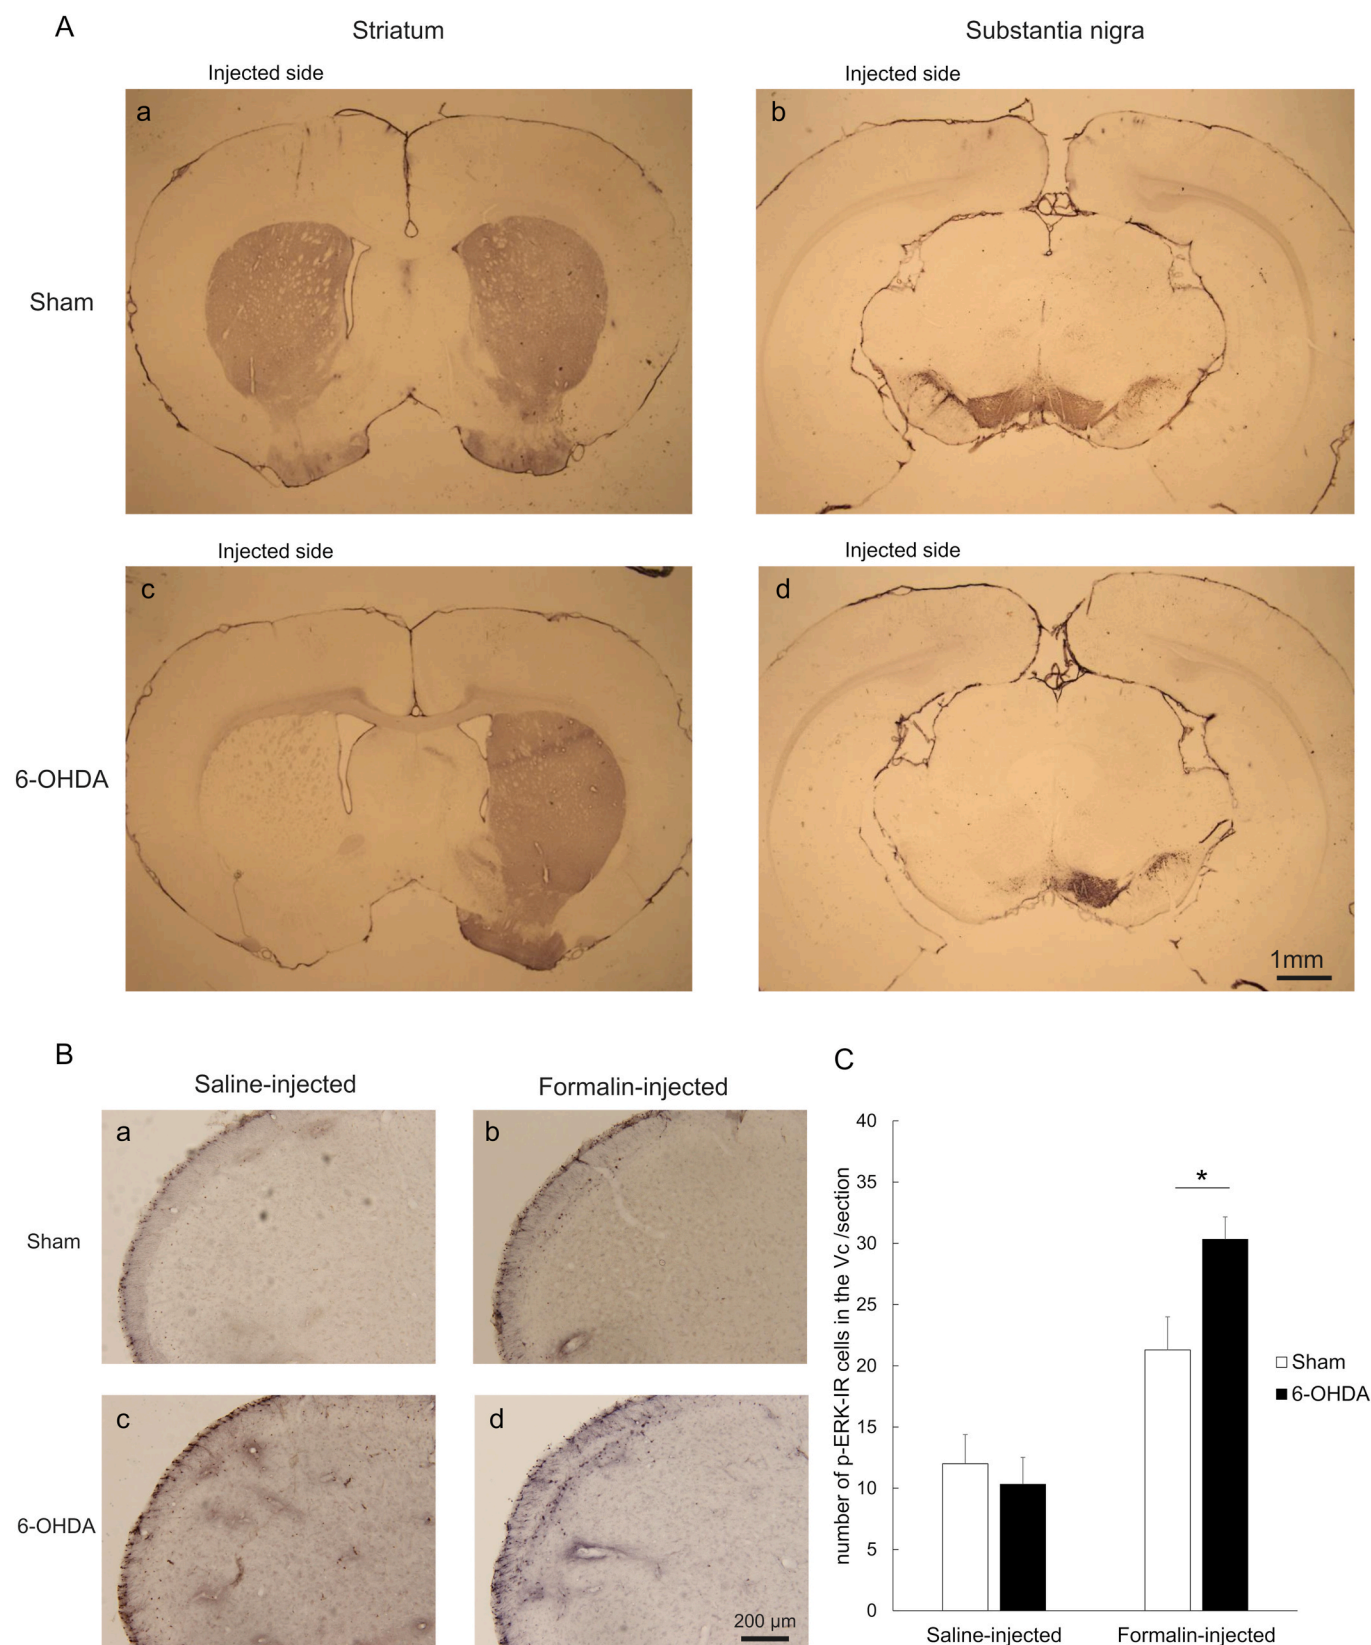 A
Striatum
Substantia nigra
Injected side
Injected side
a
b
Sham
Injected side
Injected side
c
d
6-OHDA
1mm
B
Saline-injected
Formalin-injected
a
b
Sham
c
d
6-OHDA
200 µm
C
number of p-ERK-IR cells in the Vc /section
40
35
30
25
20
15
10
5
0
*
Sham
6-OHDA
Saline-injected
Formalin-injected